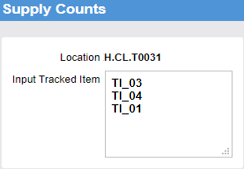 Supply Counts
Location H.CL.T0031
Input Tracked Item
TI_03
TI_04
TI_01